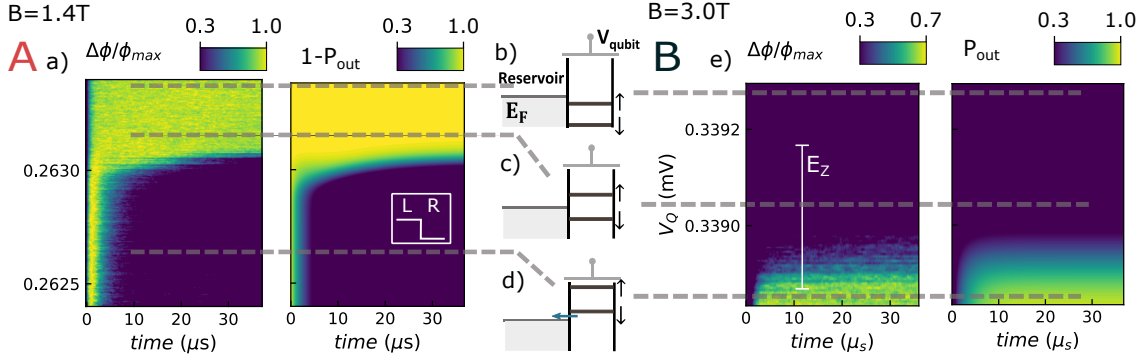 B=1.4T
A
a)
Δϕ/ϕmax
0.3
1.0
1-Pout
0.3
1.0
0.2630
0.2625
0
10
20
30
time (μs)
L
R
0
10
20
30
time (μs)
b)
Vqubit
Reservoir
EF
c)
d)
B=3.0T
B
e)
Δϕ/ϕmax
0.3
0.7
Pout
0.3
1.0
0.3392
0.3390
VQ (mV)
EZ
0
10
20
30
time (μs)
0
10
20
30
time (μs)